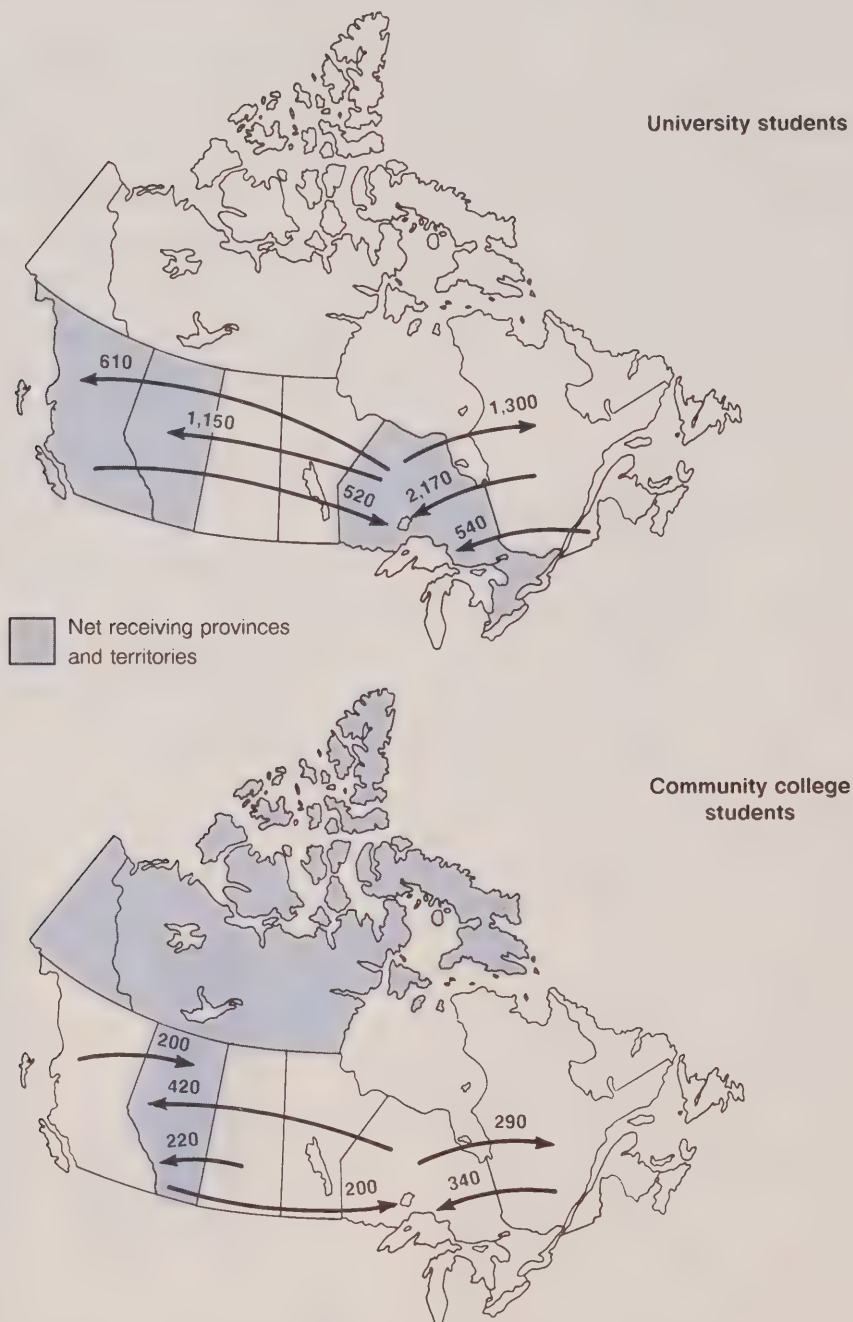 University students
610
1,150
1,300
520
2,170
540
Net receiving provinces
and territories
Community college
students
200
420
220
290
200
340